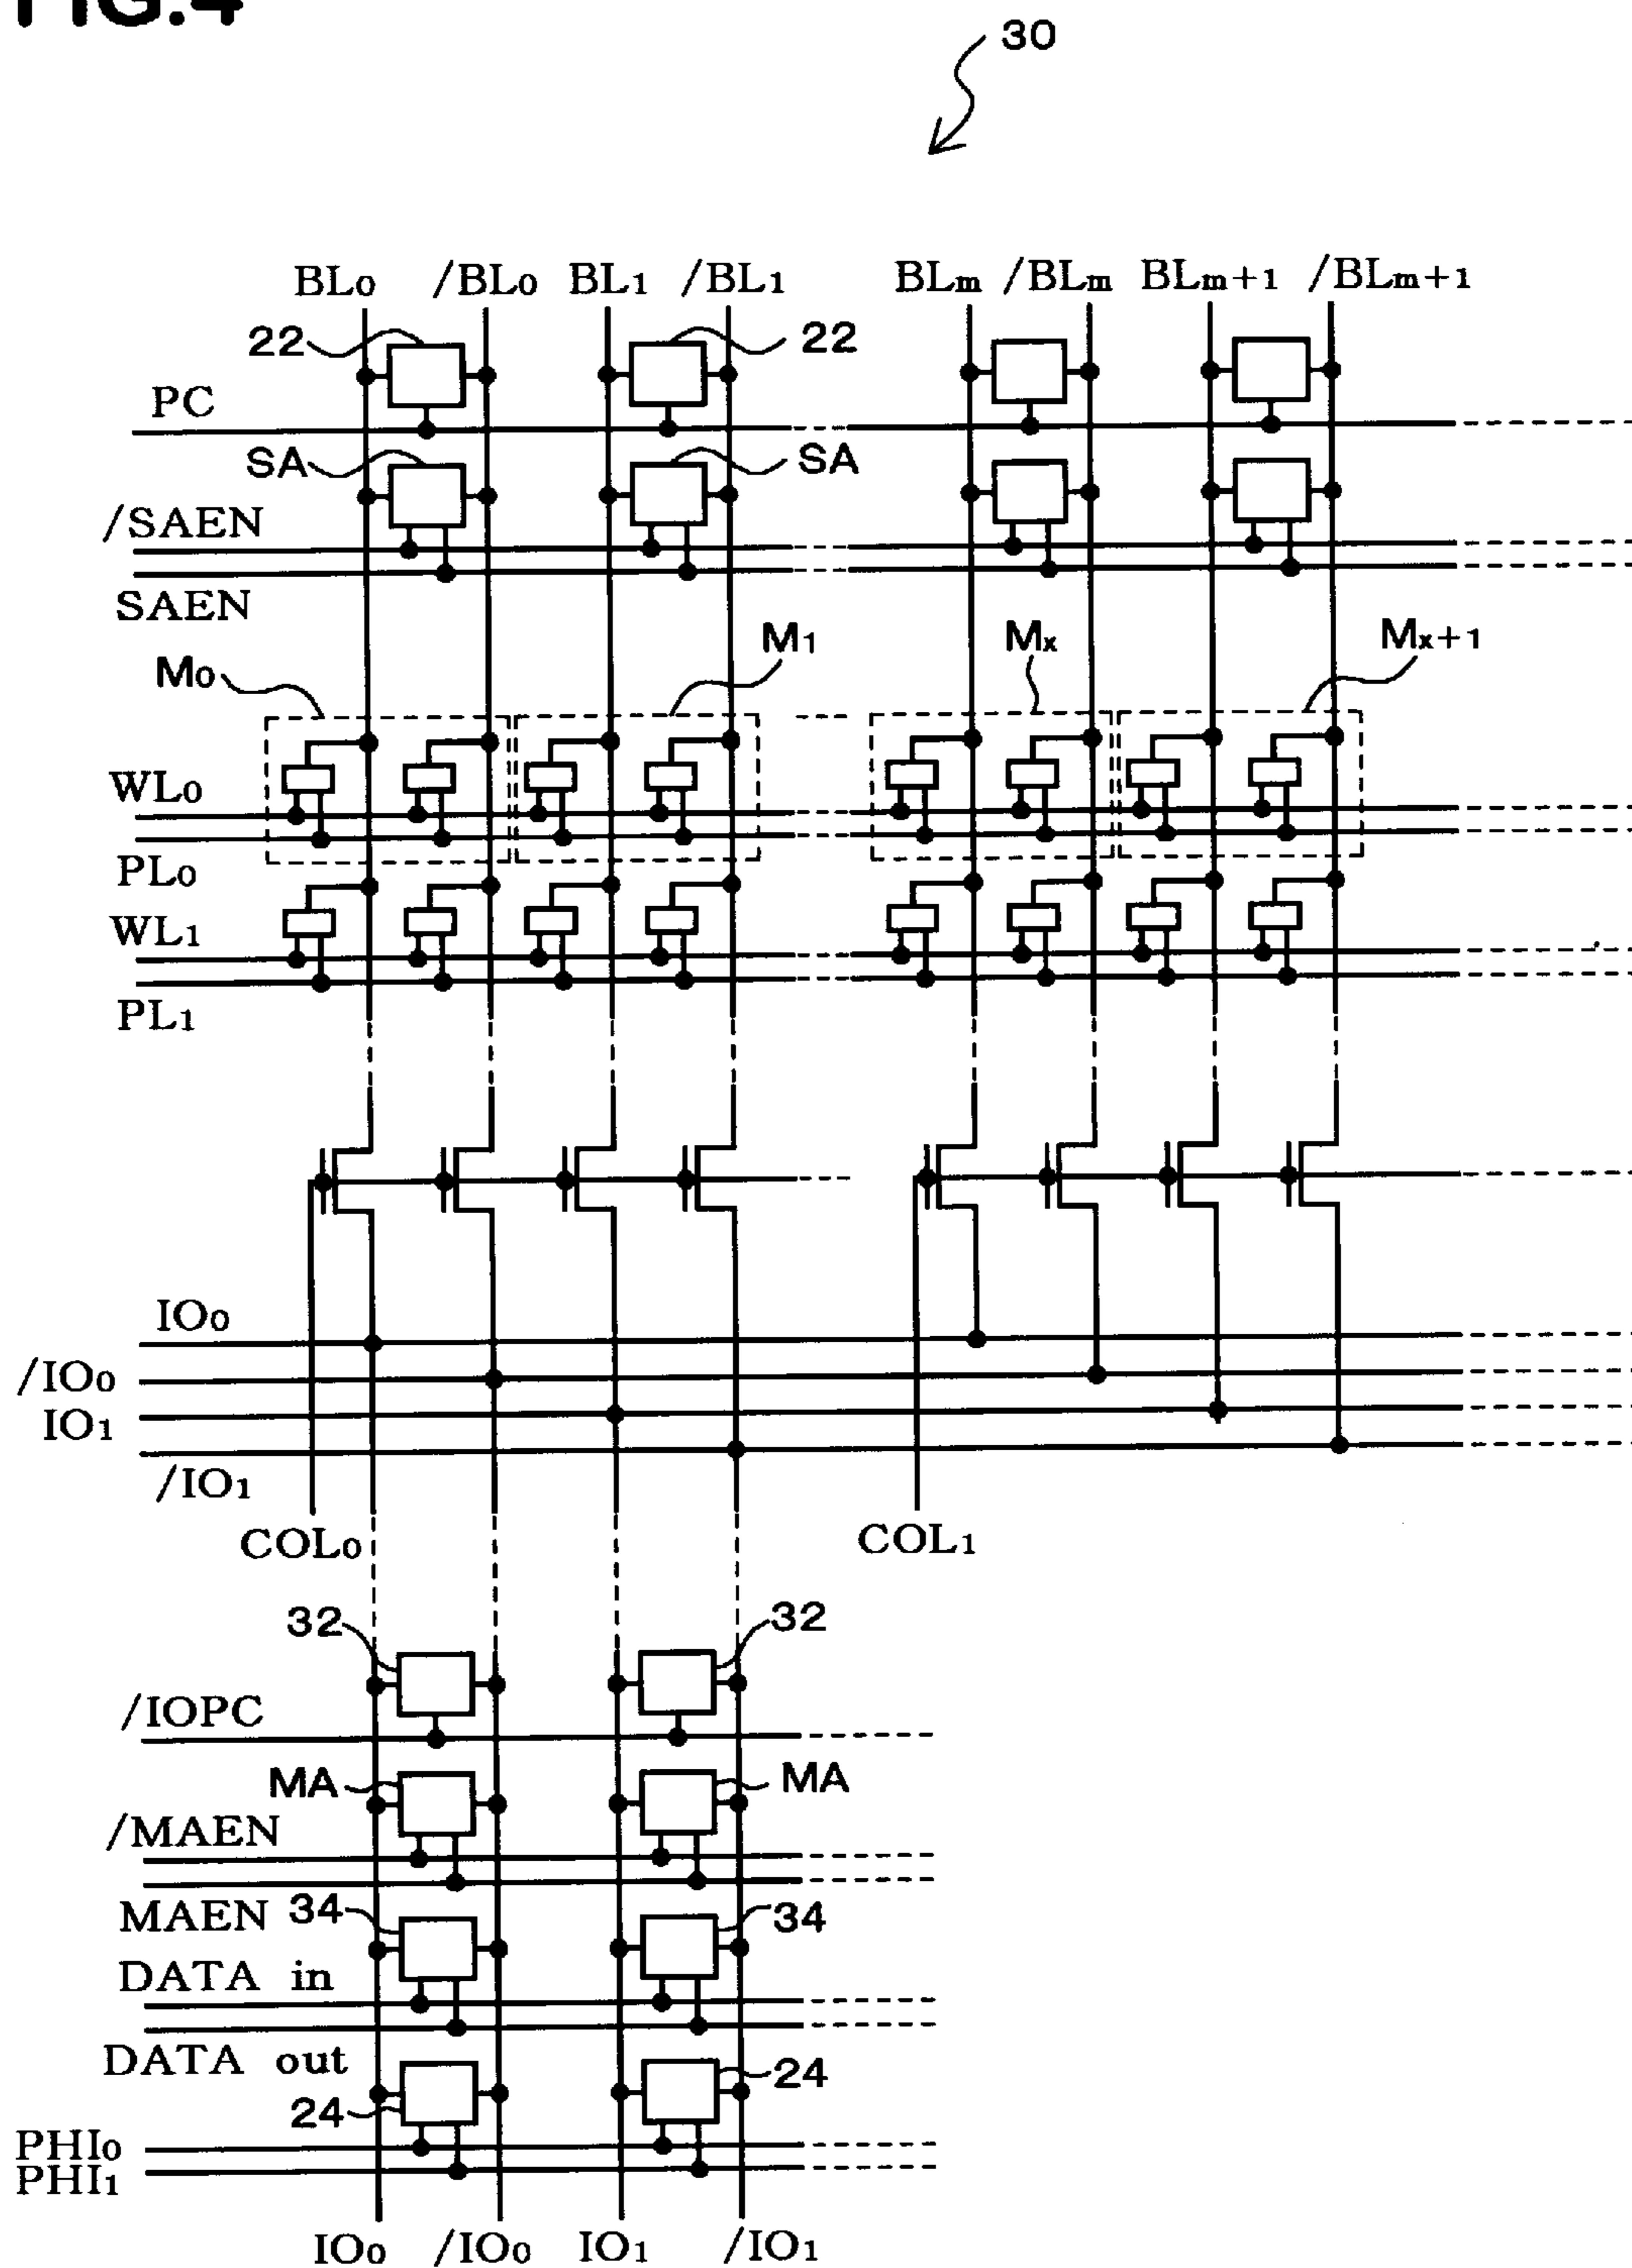 FIG.4
30
BL0 /BL0 BL1 /BL1 BLm /BLm BLm+1 /BLm+1
22 22
PC
SA SA
/SAEN
SAEN
M0 M1 Mx Mx+1
WL0
PL0
WL1
PL1
IO0
/IO0
IO1
/IO1
COL0 COL1
32 32
/IOPC
MA MA
/MAEN
MAEN 34 34
DATA in
DATA out
24 24
PHI0
PHI1
IO0 /IO0 IO1 /IO1